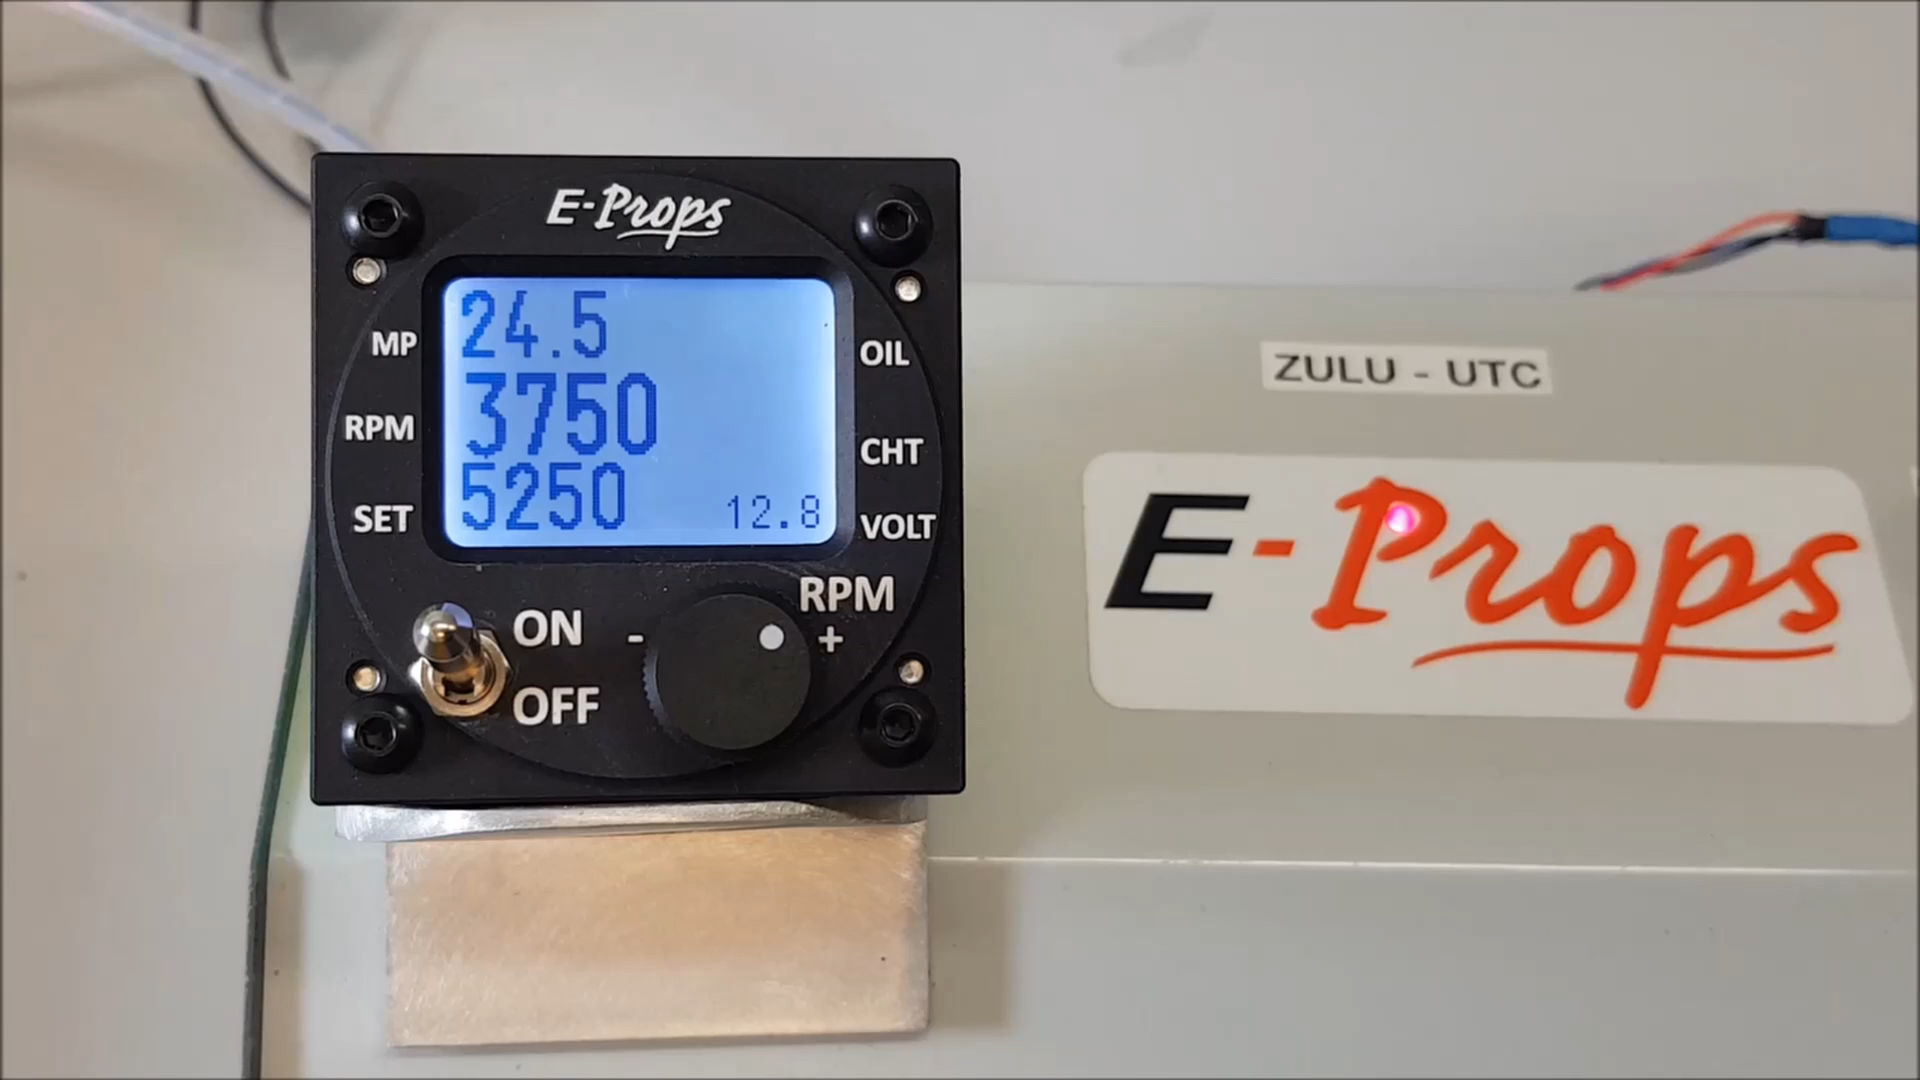 E-Props
24.5
3750
5250 12.8
MP
RPM
SET
OIL
CHT
VOLT
ON
OFF
RPM
- +
ZULU - UTC
E-Props